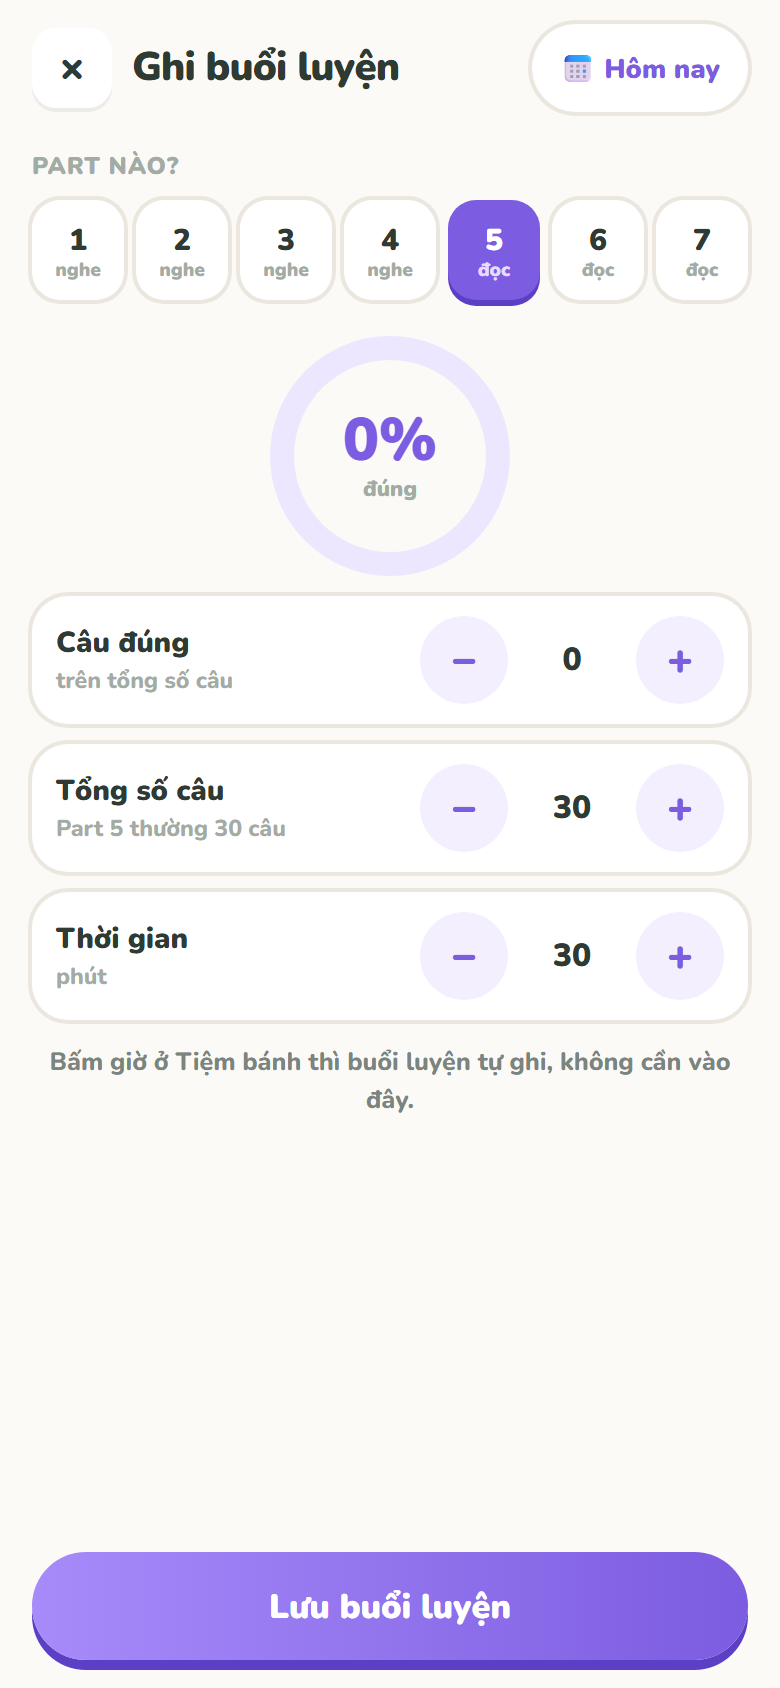 × Ghi buổi luyện Hôm nay
PART NÀO?
1 2 3 4 5 6 7
nghe nghe nghe nghe đọc đọc đọc
0%
đúng
Câu đúng
trên tổng số câu
− 0 +
Tổng số câu
Part 5 thường 30 câu
− 30 +
Thời gian
phút
− 30 +
Bấm giờ ở Tiệm bánh thì buổi luyện tự ghi, không cần vào
đây.
Lưu buổi luyện